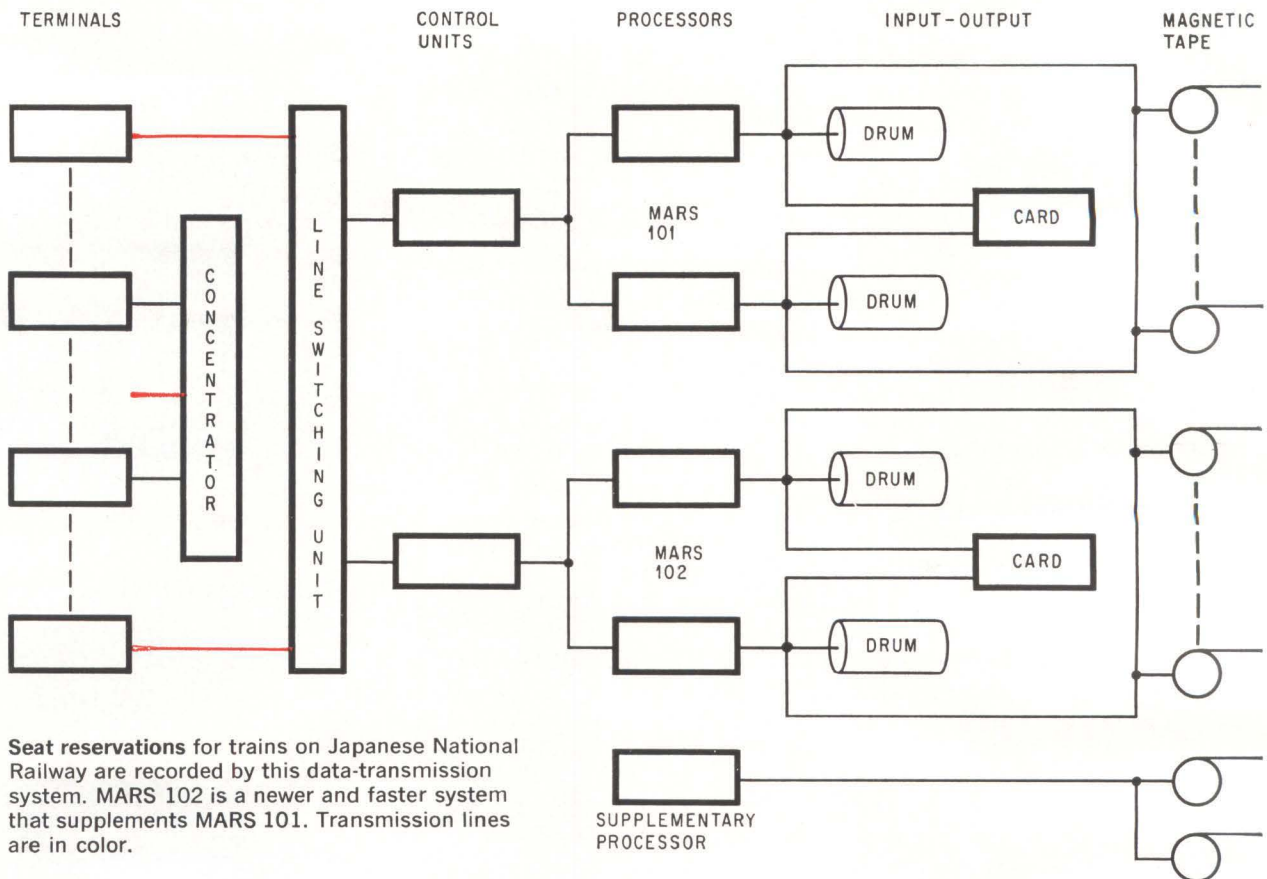 TERMINALS
CONTROL
UNITS
PROCESSORS
INPUT-OUTPUT
MAGNETIC
TAPE
CONCENTRATOR
LINE SWITCHING UNIT
DRUM
MARS
101
CARD
DRUM
DRUM
MARS
102
CARD
DRUM
SUPPLEMENTARY
PROCESSOR
Seat reservations for trains on Japanese National
Railway are recorded by this data-transmission
system. MARS 102 is a newer and faster system
that supplements MARS 101. Transmission lines
are in color.